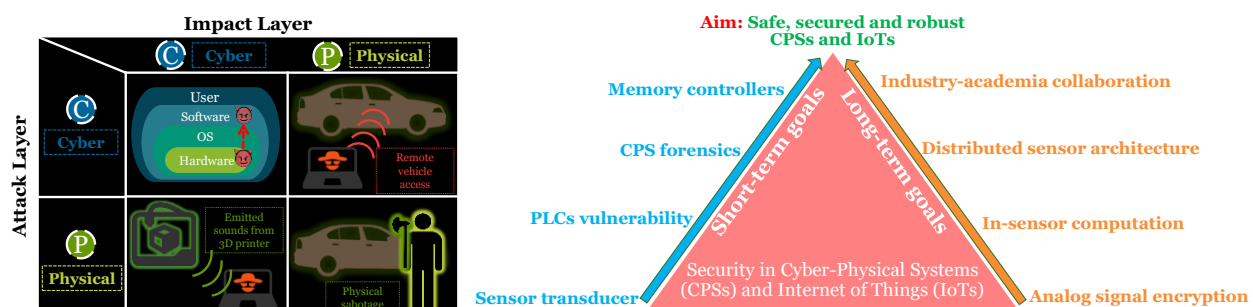 Impact Layer
C Cyber
P Physical
Attack Layer
C
Cyber
User
Software
OS
Hardware
Remote
vehicle
access
P
Physical
Emitted
sounds from
3D printer
Physical
sabotage
Aim: Safe, secured and robust
CPSs and IoTs
Memory controllers
CPS forensics
PLCs vulnerability
Sensor transducer
Short-term goals
Long-term goals
Security in Cyber-Physical Systems
(CPSs) and Internet of Things (IoTs)
Industry-academia collaboration
Distributed sensor architecture
In-sensor computation
Analog signal encryption